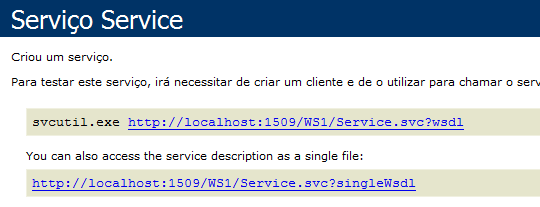 Serviço Service
Criou um serviço.
Para testar este serviço, irá necessitar de criar um cliente e de o utilizar para chamar o
svcutil.exe http://localhost:1509/WS1/Service.svc?wsdl
You can also access the service description as a single file:
http://localhost:1509/WS1/Service.svc?singleWsdl